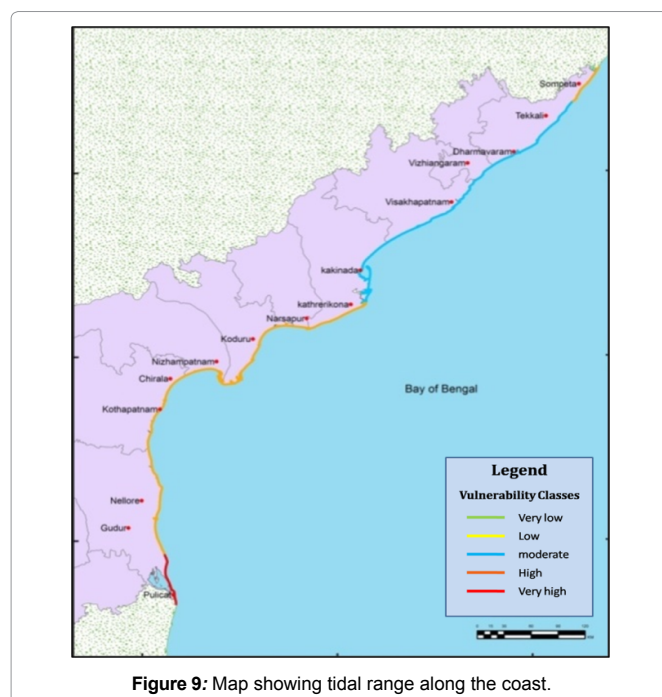 Sompeta
Tekkali
Dharmavaram
Vizhiangaram
Visakhapatnam
kakinada
kathrerikona
Narsapur
Koduru
Nizhampatnam
Chirala
Bay of Bengal
Kothapatnam
Legend
Vulnerability Classes
Very low
Low
moderate
High
Very high
Nellore
Gudur
Pulicat
Figure 9: Map showing tidal range along the coast.